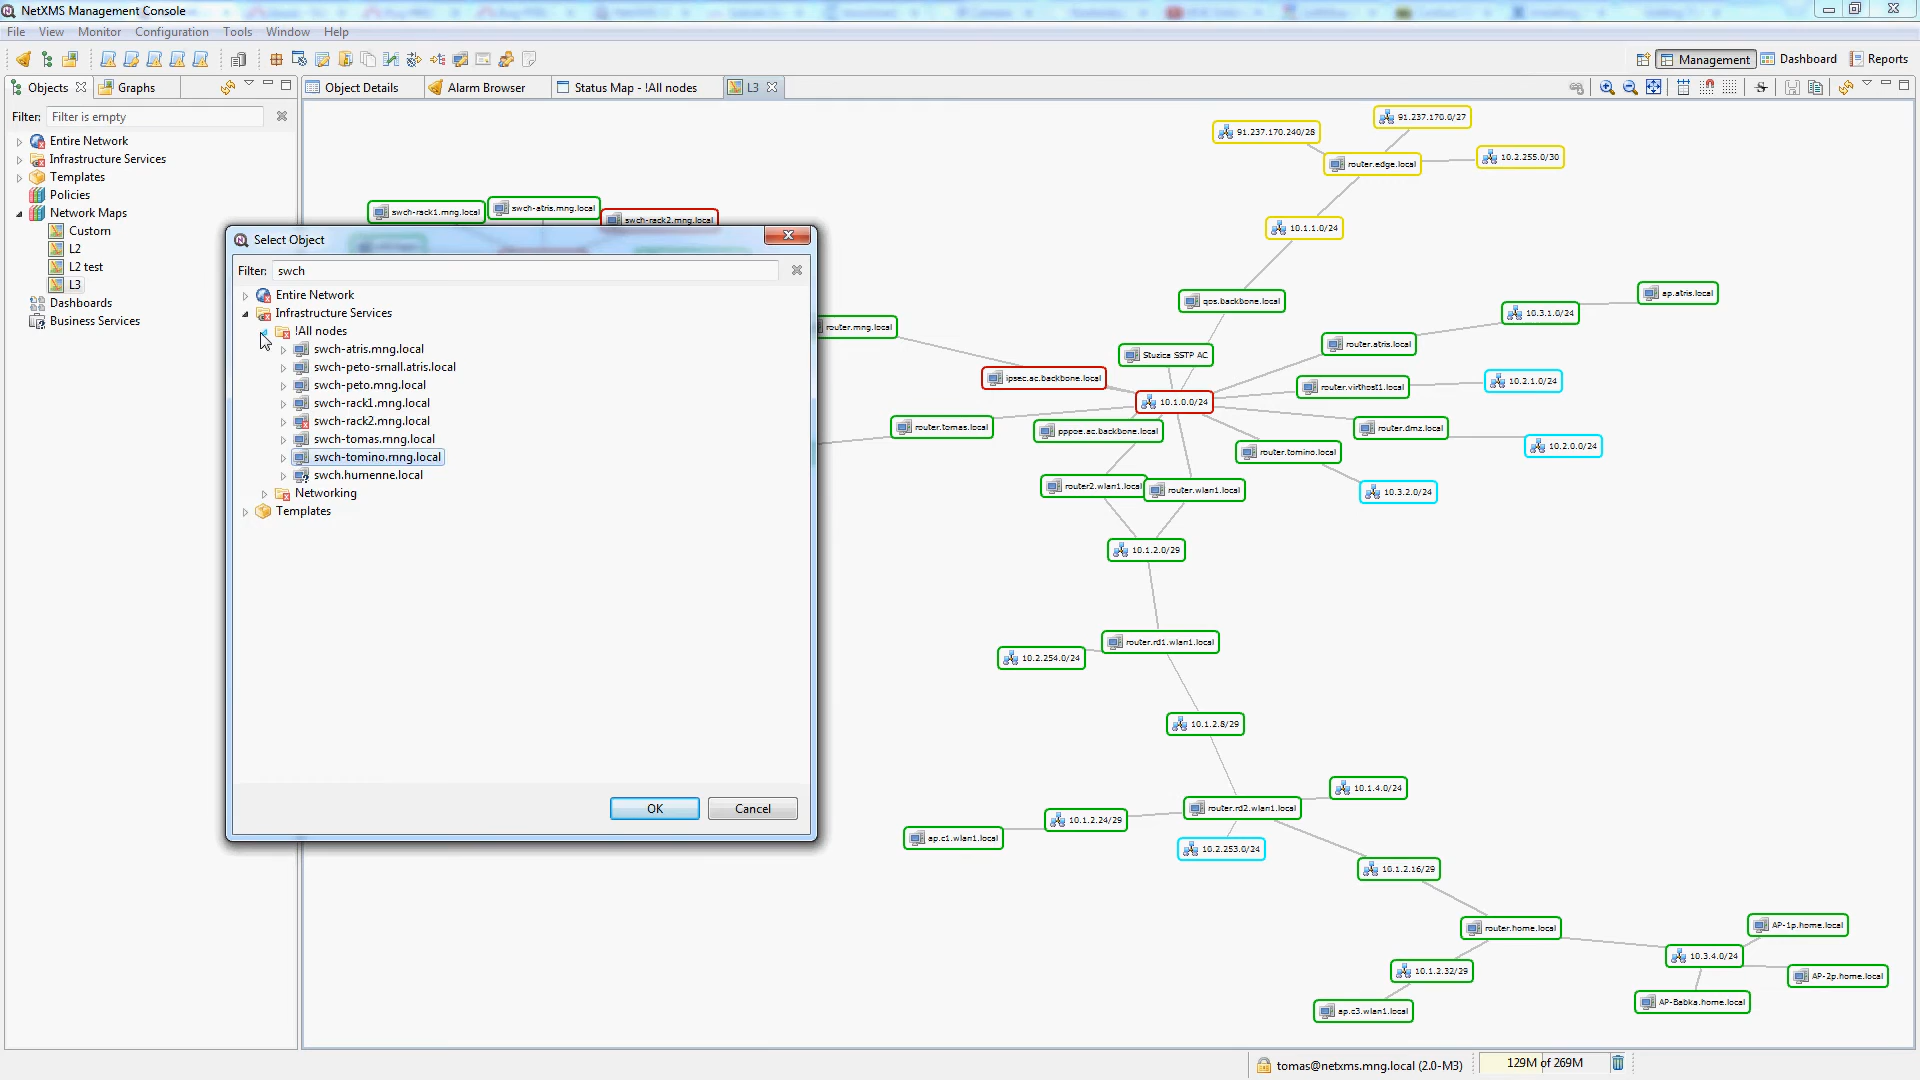 NetXMS Management Console
File View Monitor Configuration Tools Window Help
Management Dashboard Reports
Objects Graphs
Object Details Alarm Browser Status Map - !All nodes L3
Filter: Filter is empty
Entire Network
Infrastructure Services
Templates
Policies
Network Maps
Custom
L2
L2 test
L3
Dashboards
Business Services
Select Object
Filter: swch
Entire Network
Infrastructure Services
!All nodes
swch-atris.mng.local
swch-peto-small.atris.local
swch-peto.mng.local
swch-rack1.mng.local
swch-rack2.mng.local
swch-tomas.mng.local
swch-tomino.mng.local
swch.humenne.local
Networking
Templates
OK Cancel
swch-rack1.mng.local
swch-atris.mng.local
swch-rack2.mng.local
91.237.170.240/28
91.237.170.0/27
router.edge.local
10.2.255.0/30
10.1.1.0/24
qos.backbone.local
ap.atris.local
10.3.1.0/24
router.mng.local
router.atris.local
Stuzica SSTP AC
ipsec.ac.backbone.local
router.virthost1.local
10.2.1.0/24
10.1.0.0/24
router.tomas.local
pppoe.ac.backbone.local
router.dmz.local
10.2.0.0/24
router.tomino.local
router2.wlan1.local
router.wlan1.local
10.3.2.0/24
10.1.2.0/29
router.rd1.wlan1.local
10.2.254.0/24
10.1.2.8/29
10.1.4.0/24
router.rd2.wlan1.local
10.1.2.24/29
ap.c1.wlan1.local
10.2.253.0/24
10.1.2.16/29
router.home.local
AP-1p.home.local
10.3.4.0/24
10.1.2.32/29
AP-2p.home.local
AP-Babka.home.local
ap.c3.wlan1.local
tomas@netxms.mng.local (2.0-M3) 129M of 269M